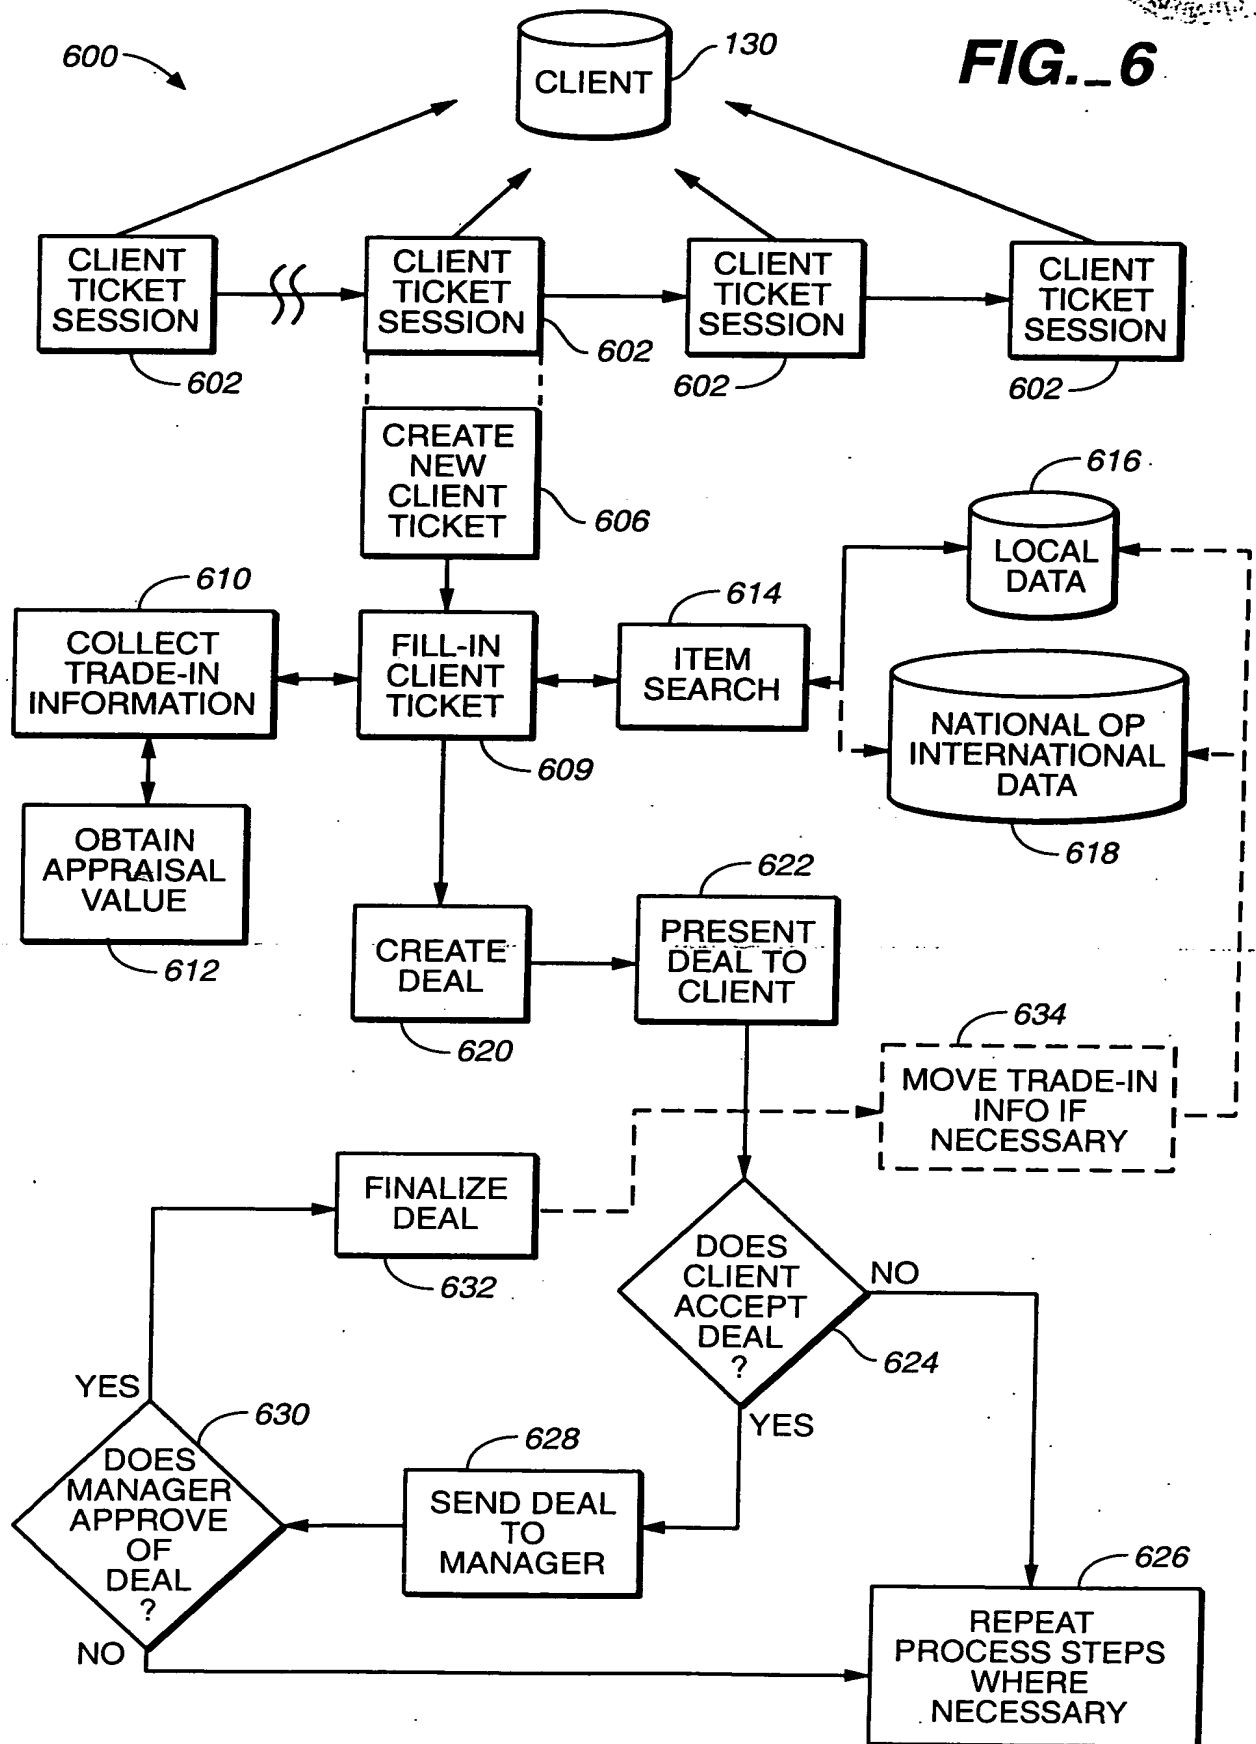 600
CLIENT
130
FIG._6
CLIENT
TICKET
SESSION
602
CLIENT
TICKET
SESSION
602
CLIENT
TICKET
SESSION
602
CLIENT
TICKET
SESSION
602
CREATE
NEW
CLIENT
TICKET
606
616
LOCAL
DATA
610
COLLECT
TRADE-IN
INFORMATION
FILL-IN
CLIENT
TICKET
609
614
ITEM
SEARCH
NATIONAL OP
INTERNATIONAL
DATA
618
OBTAIN
APPRAISAL
VALUE
612
CREATE
DEAL
620
622
PRESENT
DEAL TO
CLIENT
634
MOVE TRADE-IN
INFO IF
NECESSARY
FINALIZE
DEAL
632
DOES
CLIENT
ACCEPT
DEAL
?
NO
624
YES
YES
630
DOES
MANAGER
APPROVE
OF
DEAL
?
NO
628
SEND DEAL
TO
MANAGER
626
REPEAT
PROCESS STEPS
WHERE
NECESSARY